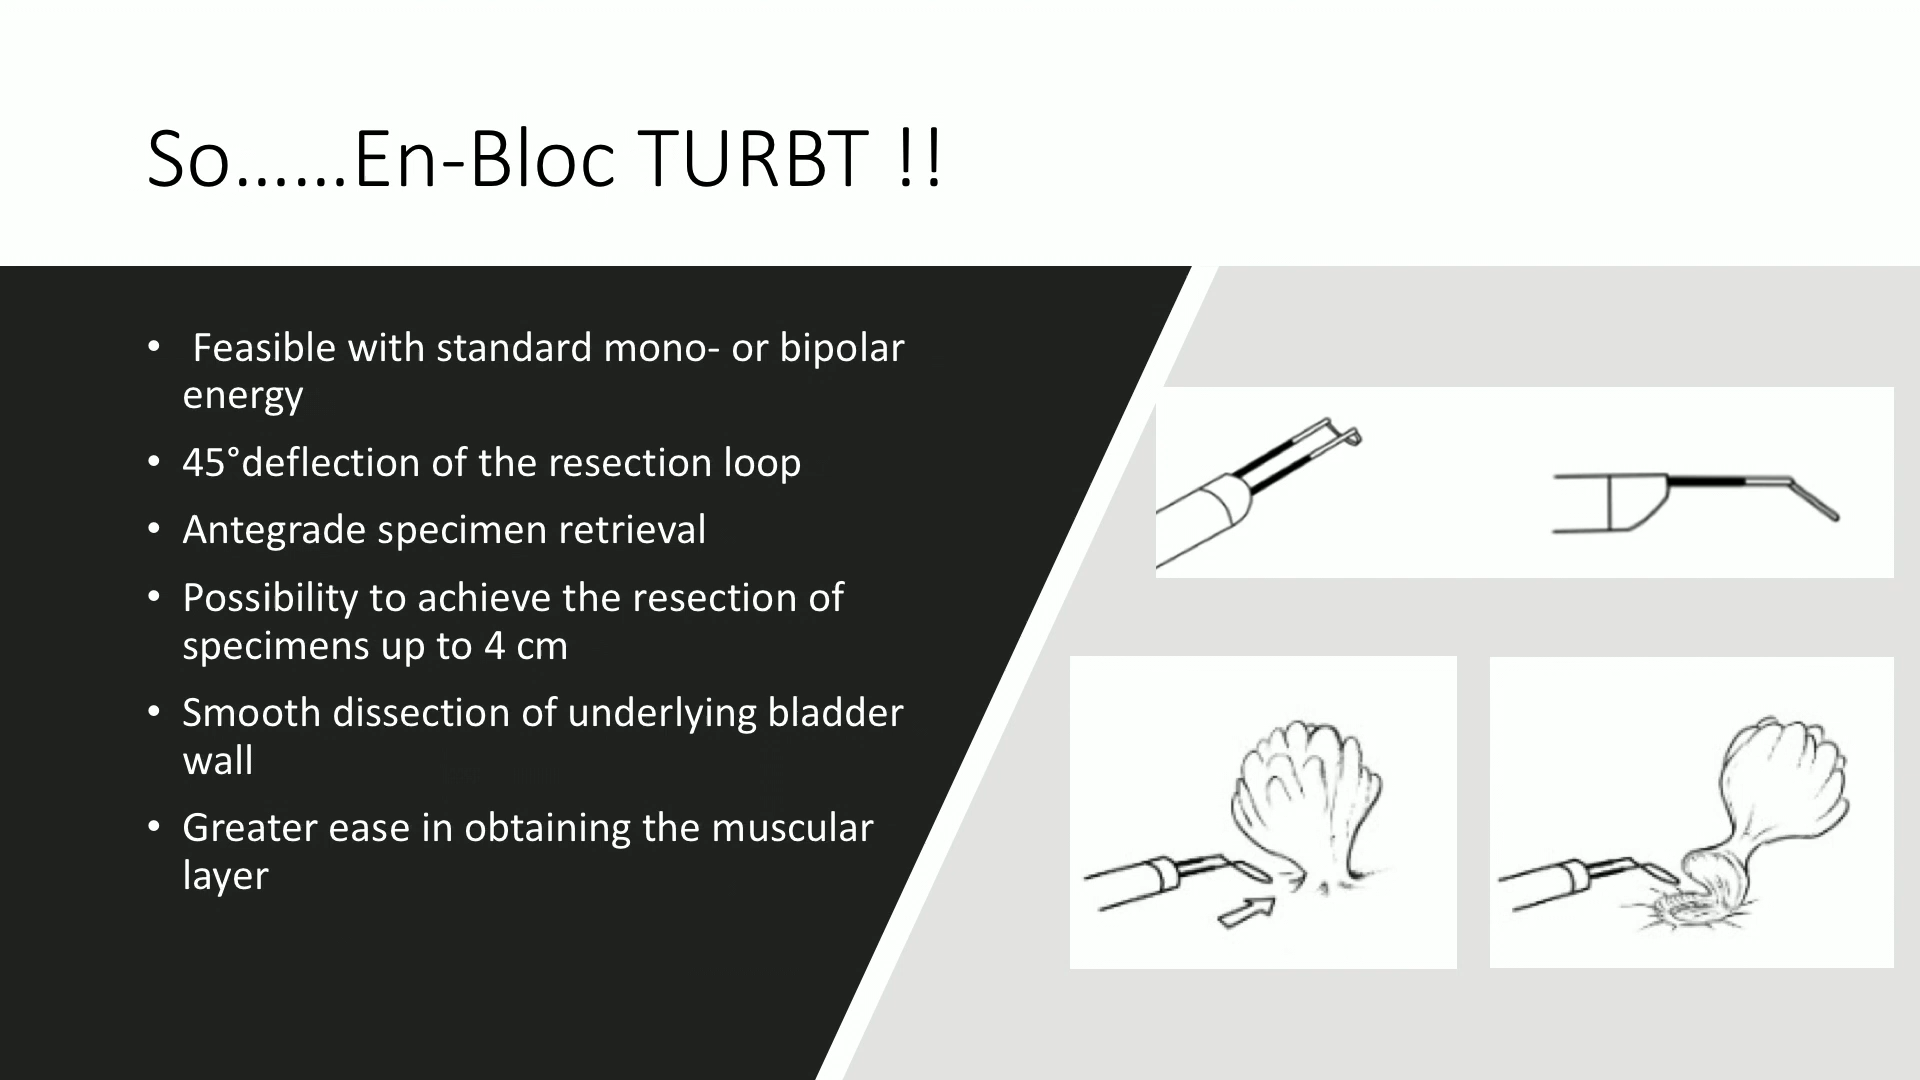 So……En-Bloc TURBT !!
• Feasible with standard mono- or bipolar
energy
• 45°deflection of the resection loop
• Antegrade specimen retrieval
• Possibility to achieve the resection of
specimens up to 4 cm
• Smooth dissection of underlying bladder
wall
• Greater ease in obtaining the muscular
layer